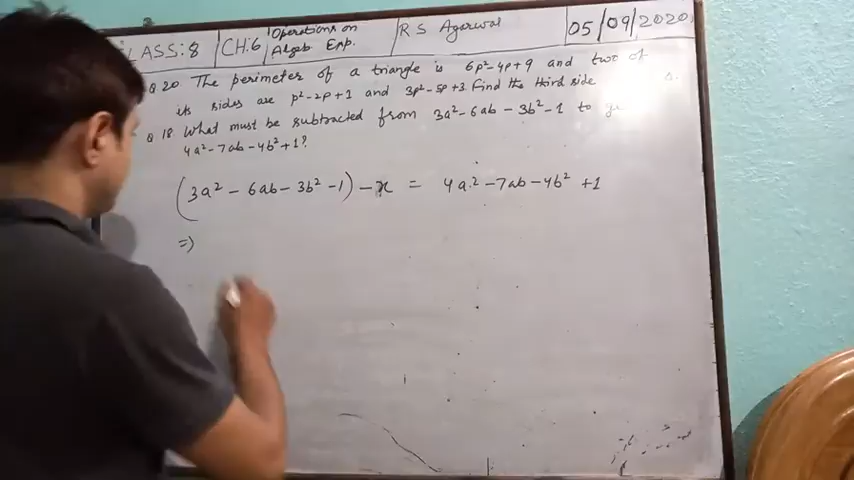 LASS:8 CH:6 Operations on Algeb Exp. R S Agarwal 05/09/2020
Q 20 The perimeter of a triangle is 6p²-4p+9 and two of
its sides are p²-2p+1 and 3p²-5p+3 Find the third side
Q 18 What must be subtracted from 3a²-6ab-3b²-1 to
4a²-7ab-4b²+1?
(3a²-6ab-3b²-1)-x = 4a²-7ab-4b²+1
=>